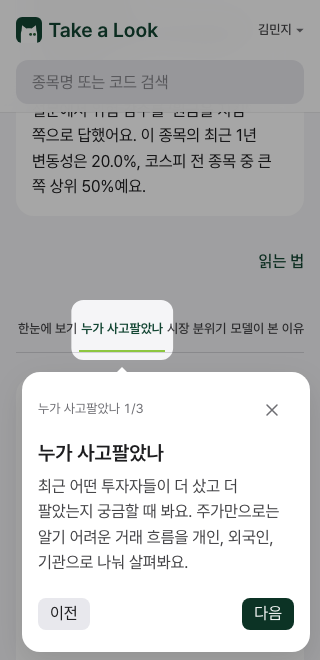 Take a Look
김민지
종목명 또는 코드 검색
쪽으로 답했어요. 이 종목의 최근 1년
변동성은 20.0%, 코스피 전 종목 중 큰
쪽 상위 50%예요.
읽는 법
한눈에 보기 누가 사고팔았나 시장 분위기 모델이 본 이유
누가 사고팔았나 1/3
누가 사고팔았나
최근 어떤 투자자들이 더 샀고 더
팔았는지 궁금할 때 봐요. 주가만으로는
알기 어려운 거래 흐름을 개인, 외국인,
기관으로 나눠 살펴봐요.
이전
다음